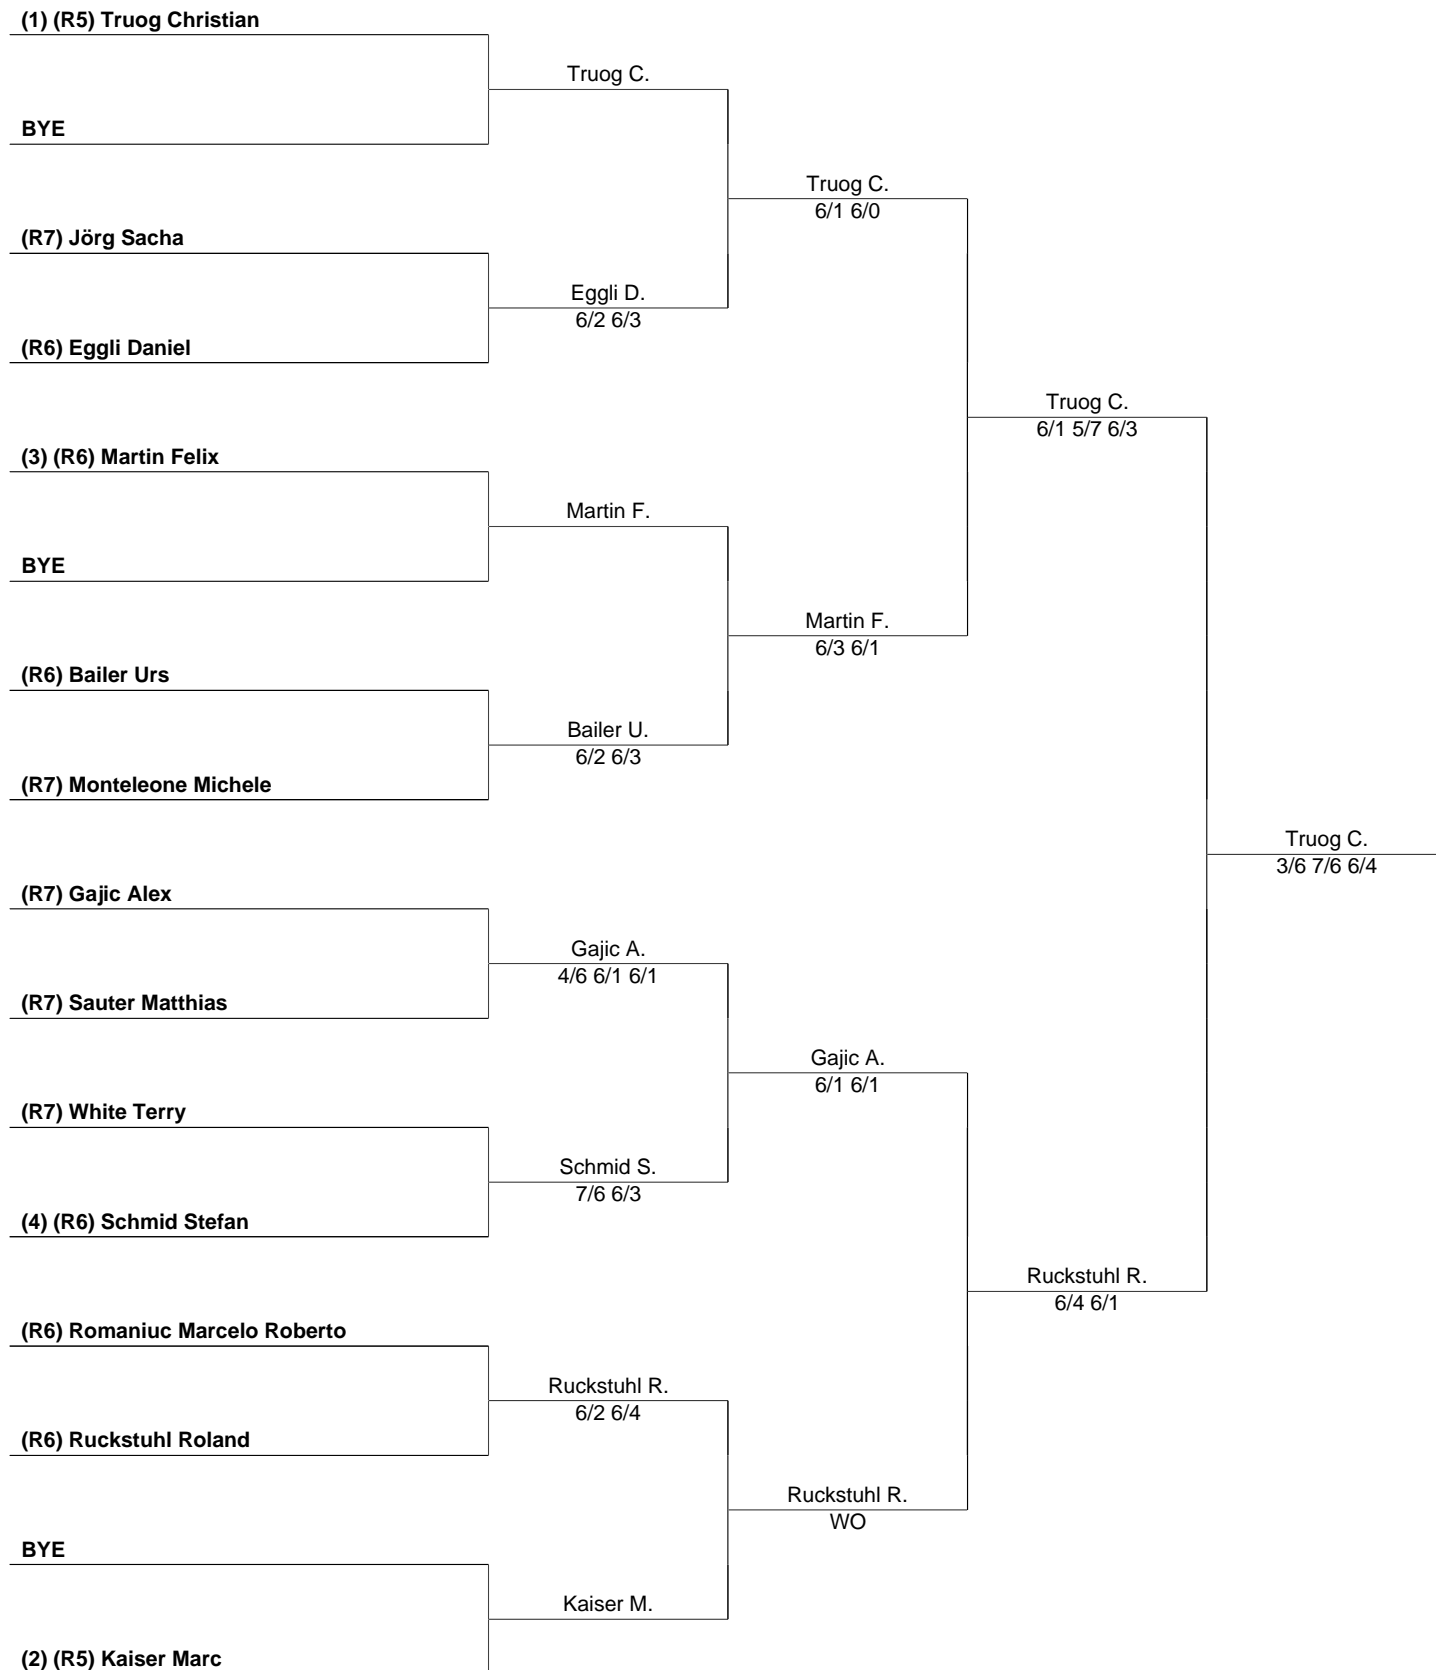 (1) (R5) Truog Christian
Truog C.
BYE
Truog C.
6/1 6/0
(R7) Jörg Sacha
Eggli D.
6/2 6/3
(R6) Eggli Daniel
Truog C.
6/1 5/7 6/3
(3) (R6) Martin Felix
Martin F.
BYE
Martin F.
6/3 6/1
(R6) Bailer Urs
Bailer U.
6/2 6/3
(R7) Monteleone Michele
Truog C.
3/6 7/6 6/4
(R7) Gajic Alex
Gajic A.
4/6 6/1 6/1
(R7) Sauter Matthias
Gajic A.
6/1 6/1
(R7) White Terry
Schmid S.
7/6 6/3
(4) (R6) Schmid Stefan
Ruckstuhl R.
6/4 6/1
(R6) Romaniuc Marcelo Roberto
Ruckstuhl R.
6/2 6/4
(R6) Ruckstuhl Roland
Ruckstuhl R.
WO
BYE
Kaiser M.
(2) (R5) Kaiser Marc